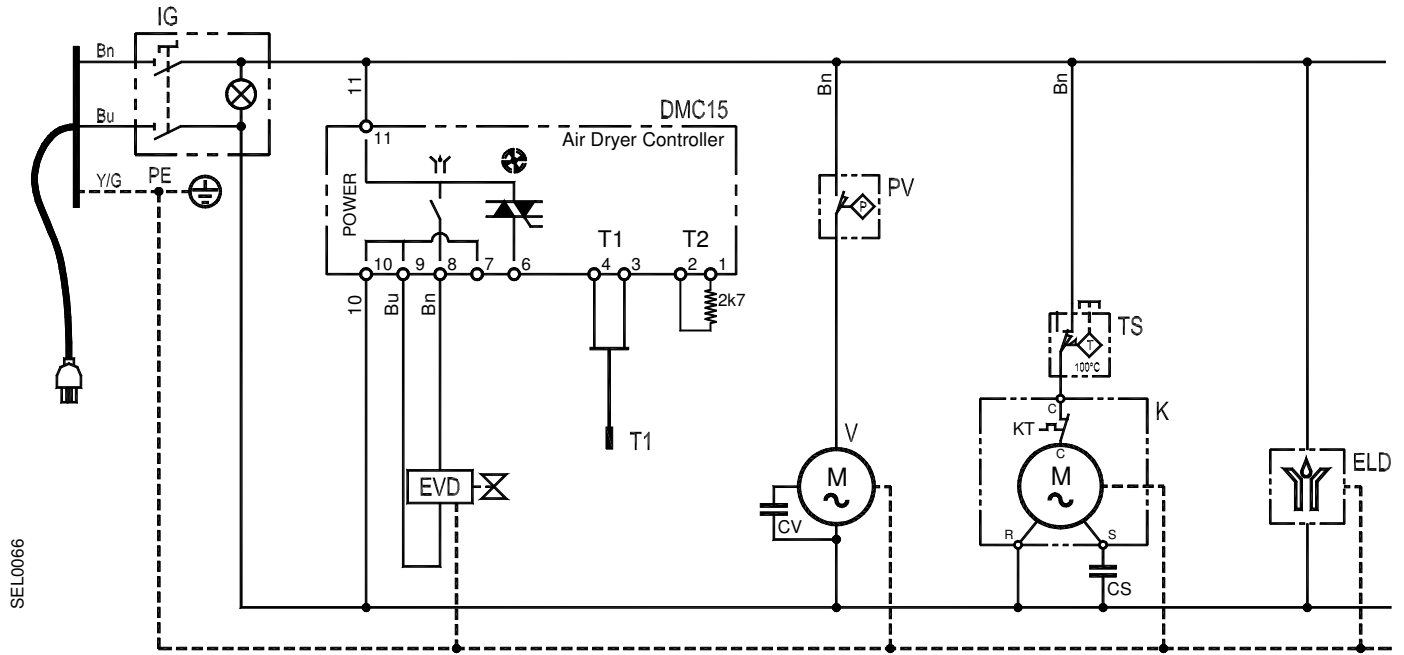 IG
Bn
Bu
Y/G
PE
11
11
DMC15
Air Dryer Controller
POWER
T1
T2
10
9
8
7
6
4
3
2
1
10
Bu
Bn
2k7
T1
EVD
Bn
PV
P
V
M
CV
Bn
TS
T
100°C
K
C
KT
C
M
R
S
CS
ELD
SEL0066